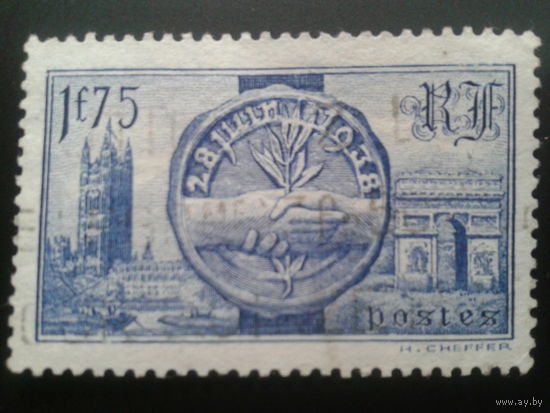 1f75
RF
28 JUIN 1938
postes
H. CHEFFER
www.ay.by